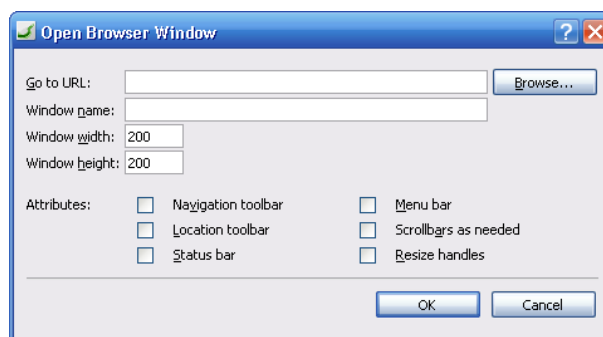 Open Browser Window ?
Go to URL: Browse...
Window name:
Window width: 200
Window height: 200
Attributes: Navigation toolbar Menu bar
Location toolbar Scrollbars as needed
Status bar Resize handles
OK Cancel